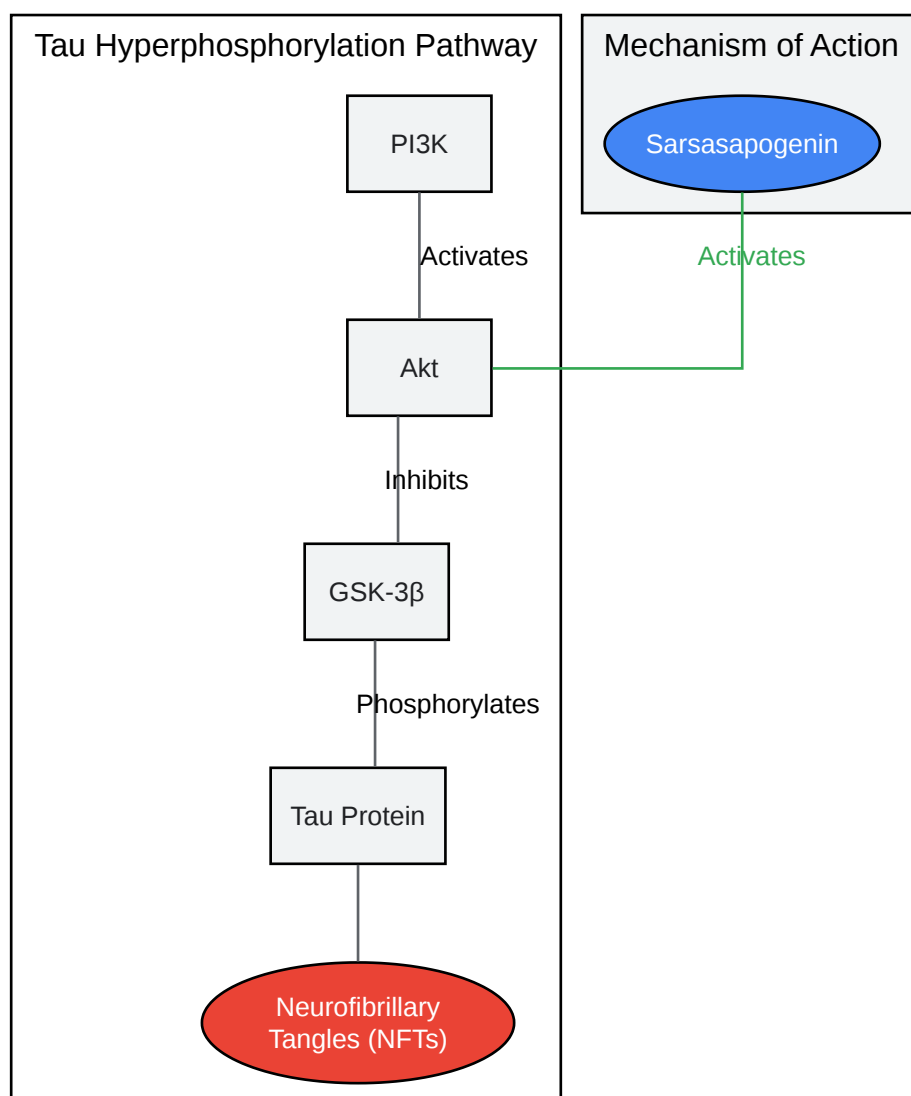 Tau Hyperphosphorylation Pathway
Mechanism of Action
PI3K
Sarsasapogenin
Activates
Activates
Akt
Inhibits
GSK-3β
Phosphorylates
Tau Protein
Neurofibrillary
Tangles (NFTs)